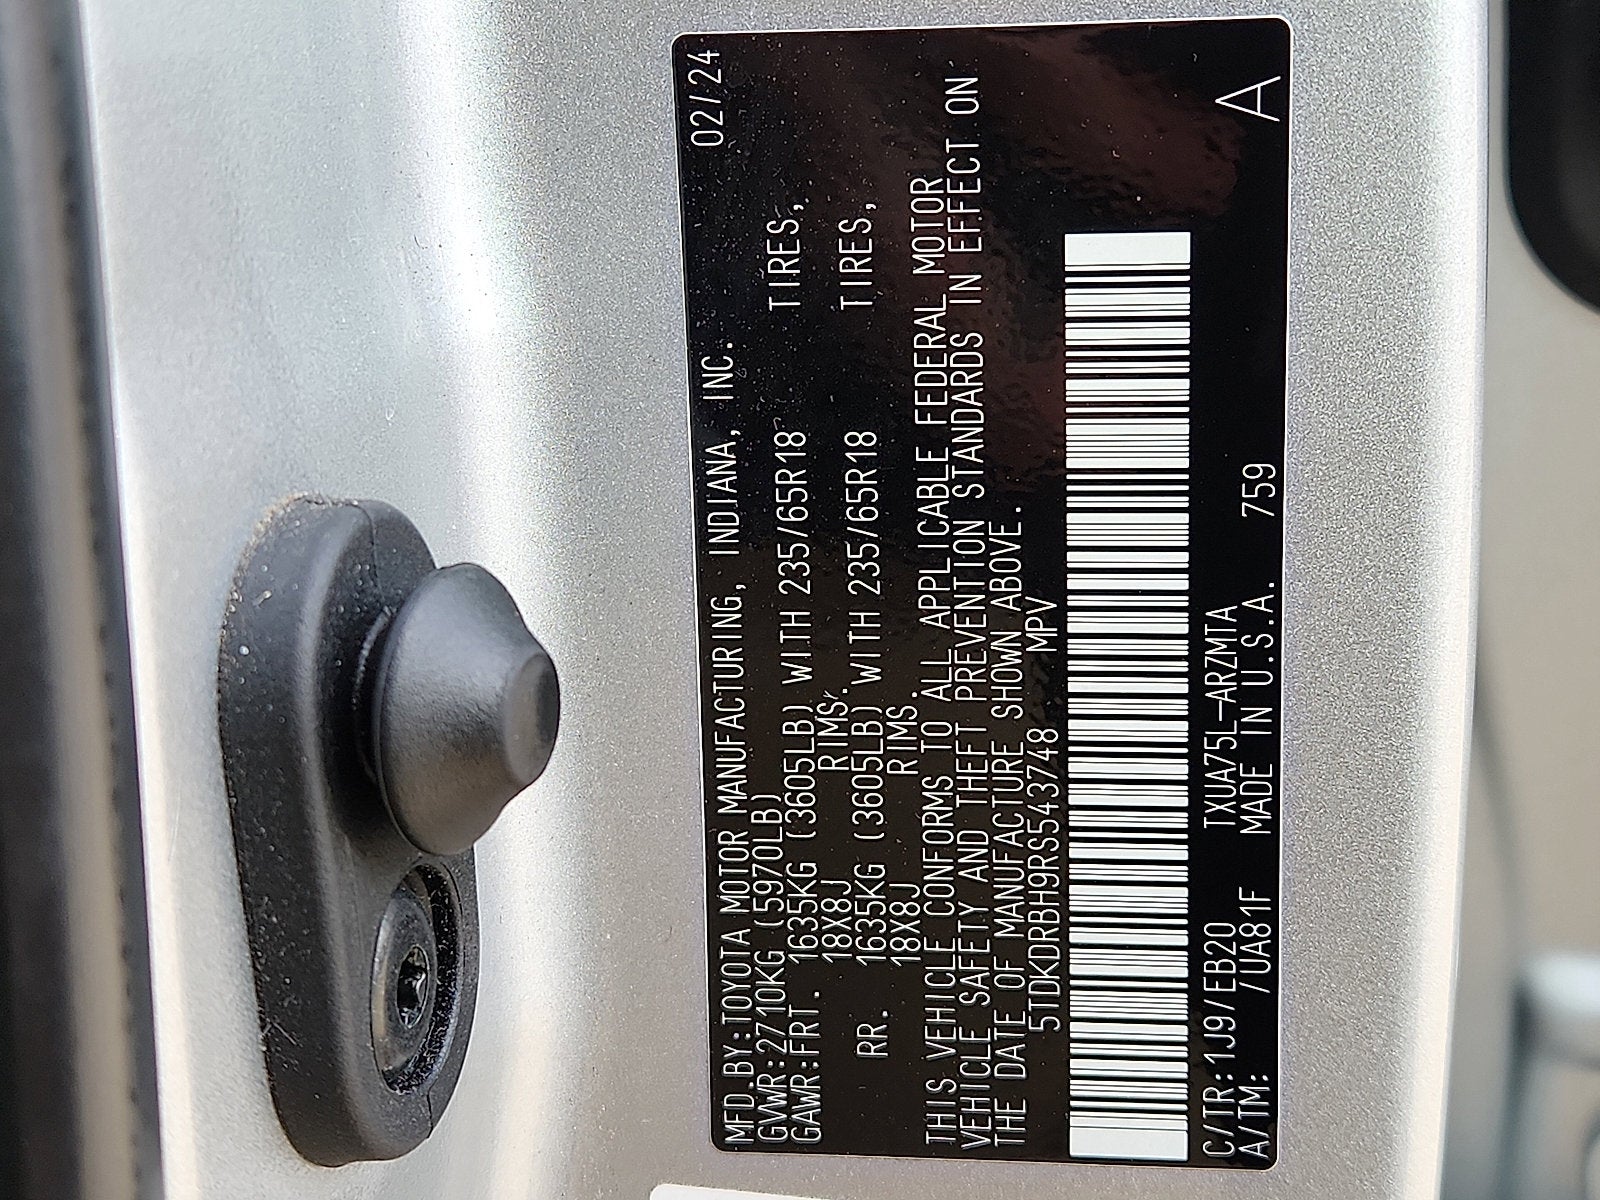 MFD.BY:TOYOTA MOTOR MANUFACTURING, INDIANA, INC. 02/24
GVWR:2710KG (5970LB)
GAWR:FRT. 1635KG (3605LB) WITH 235/65R18 TIRES,
18X8J RIMS.
RR. 1635KG (3605LB) WITH 235/65R18 TIRES,
18X8J RIMS.
THIS VEHICLE CONFORMS TO ALL APPLICABLE FEDERAL MOTOR
VEHICLE SAFETY AND THEFT PREVENTION STANDARDS IN EFFECT ON
THE DATE OF MANUFACTURE SHOWN ABOVE.
5TDKDRBH9RS543748 MPV
C/TR:1J9/EB20 TXUA75L-ARZMTA
A/TM: /UA81F MADE IN U.S.A. 759 A